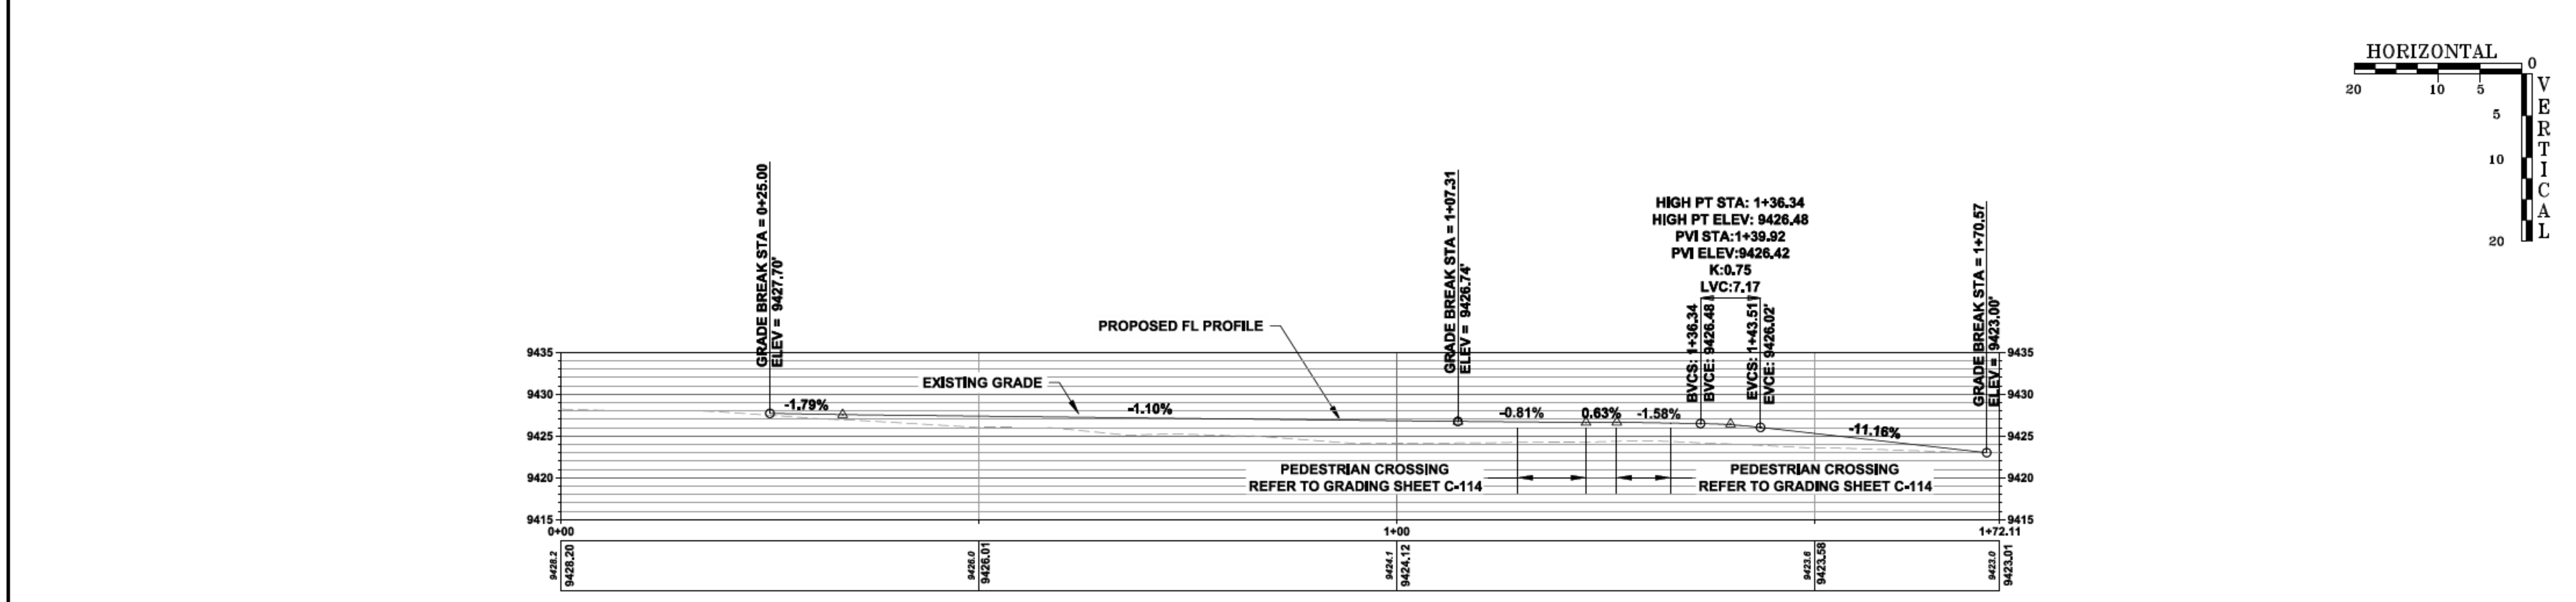 HORIZONTAL
0
20 10 5
VERTICAL
5
10
20
GRADE BREAK STA = 0+25.00
ELEV = 9427.70'
GRADE BREAK STA = 1+07.31
ELEV = 9426.74'
HIGH PT STA: 1+36.34
HIGH PT ELEV: 9426.48
PVI STA:1+39.92
PVI ELEV:9426.42
K:0.75
LVC:7.17
BVCS: 1+36.34
BVCE: 9426.48
EVCS: 1+43.51
EVCE: 9426.02'
GRADE BREAK STA = 1+70.57
ELEV = 9423.00'
PROPOSED FL PROFILE
EXISTING GRADE
-1.79%
-1.10%
-0.81%
0.63%
-1.58%
-11.16%
PEDESTRIAN CROSSING
REFER TO GRADING SHEET C-114
PEDESTRIAN CROSSING
REFER TO GRADING SHEET C-114
9435
9430
9425
9420
9415
9435
9430
9425
9420
9415
0+00
1+00
1+72.11
9428.2
9428.20
9426.0
9426.01
9424.1
9424.12
9423.6
9423.58
9423.0
9423.01